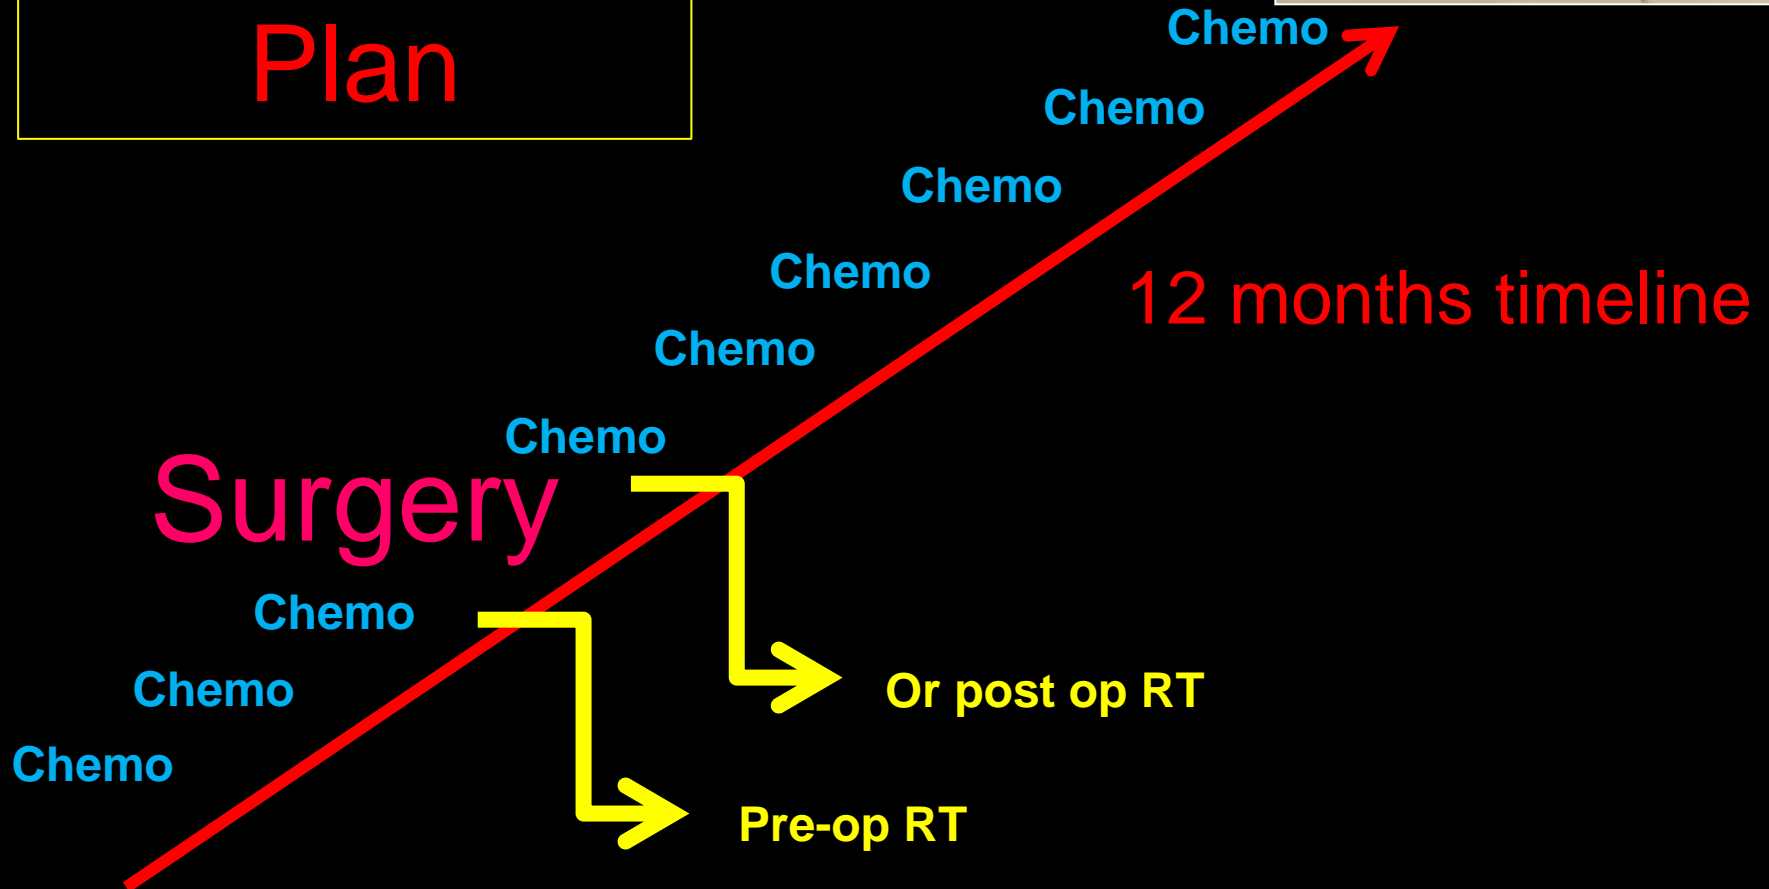 Plan
Chemo
Chemo
Chemo
Chemo
12 months timeline
Chemo
Chemo
Surgery
Chemo
Chemo
Or post op RT
Chemo
Pre-op RT